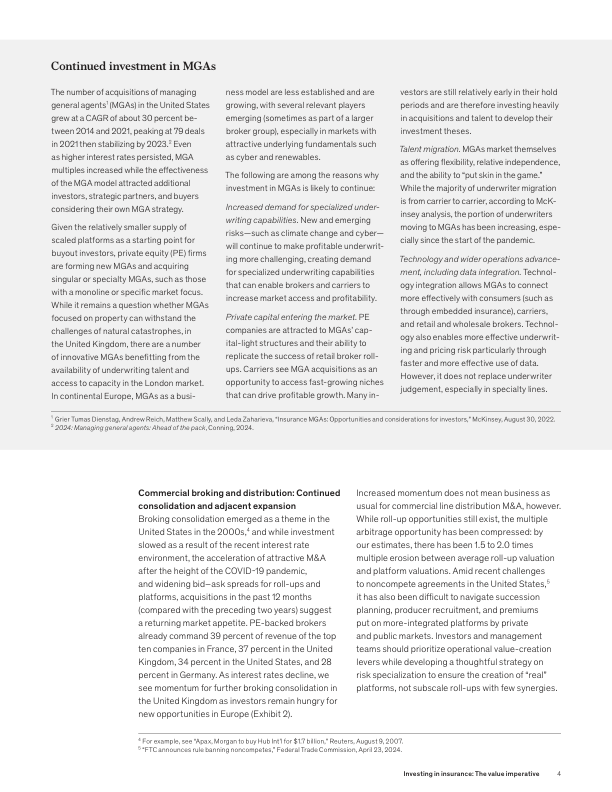 Continued investment in MGAs
The number of acquisitions of managing
general agents¹ (MGAs) in the United States
grew at a CAGR of about 30 percent be-
tween 2014 and 2021, peaking at 79 deals
in 2021 then stabilizing by 2023.² Even
as higher interest rates persisted, MGA
multiples increased while the effectiveness
of the MGA model attracted additional
investors, strategic partners, and buyers
considering their own MGA strategy.
Given the relatively smaller supply of
scaled platforms as a starting point for
buyout investors, private equity (PE) firms
are forming new MGAs and acquiring
singular or specialty MGAs, such as those
with a monoline or specific market focus.
While it remains a question whether MGAs
focused on property can withstand the
challenges of natural catastrophes, in
the United Kingdom, there are a number
of innovative MGAs benefitting from the
availability of underwriting talent and
access to capacity in the London market.
In continental Europe, MGAs as a busi-
ness model are less established and are
growing, with several relevant players
emerging (sometimes as part of a larger
broker group), especially in markets with
attractive underlying fundamentals such
as cyber and renewables.
The following are among the reasons why
investment in MGAs is likely to continue:
Increased demand for specialized under-
writing capabilities. New and emerging
risks—such as climate change and cyber—
will continue to make profitable underwrit-
ing more challenging, creating demand
for specialized underwriting capabilities
that can enable brokers and carriers to
increase market access and profitability.
Private capital entering the market. PE
companies are attracted to MGAs’ cap-
ital-light structures and their ability to
replicate the success of retail broker roll-
ups. Carriers see MGA acquisitions as an
opportunity to access fast-growing niches
that can drive profitable growth. Many in-
vestors are still relatively early in their hold
periods and are therefore investing heavily
in acquisitions and talent to develop their
investment theses.
Talent migration. MGAs market themselves
as offering flexibility, relative independence,
and the ability to “put skin in the game.”
While the majority of underwriter migration
is from carrier to carrier, according to McK-
insey analysis, the portion of underwriters
moving to MGAs has been increasing, espe-
cially since the start of the pandemic.
Technology and wider operations advance-
ment, including data integration. Technol-
ogy integration allows MGAs to connect
more effectively with consumers (such as
through embedded insurance), carriers,
and retail and wholesale brokers. Technol-
ogy also enables more effective underwrit-
ing and pricing risk particularly through
faster and more effective use of data.
However, it does not replace underwriter
judgement, especially in specialty lines.
¹ Grier Tumas Dienstag, Andrew Reich, Matthew Scally, and Leda Zaharieva, “Insurance MGAs: Opportunities and considerations for investors,” McKinsey, August 30, 2022.
² 2024: Managing general agents: Ahead of the pack, Conning, 2024.
Commercial broking and distribution: Continued
consolidation and adjacent expansion
Broking consolidation emerged as a theme in the
United States in the 2000s,⁴ and while investment
slowed as a result of the recent interest rate
environment, the acceleration of attractive M&A
after the height of the COVID-19 pandemic,
and widening bid–ask spreads for roll-ups and
platforms, acquisitions in the past 12 months
(compared with the preceding two years) suggest
a returning market appetite. PE-backed brokers
already command 39 percent of revenue of the top
ten companies in France, 37 percent in the United
Kingdom, 34 percent in the United States, and 28
percent in Germany. As interest rates decline, we
see momentum for further broking consolidation in
the United Kingdom as investors remain hungry for
new opportunities in Europe (Exhibit 2).
Increased momentum does not mean business as
usual for commercial line distribution M&A, however.
While roll-up opportunities still exist, the multiple
arbitrage opportunity has been compressed: by
our estimates, there has been 1.5 to 2.0 times
multiple erosion between average roll-up valuation
and platform valuations. Amid recent challenges
to noncompete agreements in the United States,⁵
it has also been difficult to navigate succession
planning, producer recruitment, and premiums
put on more-integrated platforms by private
and public markets. Investors and management
teams should prioritize operational value-creation
levers while developing a thoughtful strategy on
risk specialization to ensure the creation of “real”
platforms, not subscale roll-ups with few synergies.
⁴ For example, see “Apax, Morgan to buy Hub Int’l for $1.7 billion,” Reuters, August 9, 2007.
⁵ “FTC announces rule banning noncompetes,” Federal Trade Commission, April 23, 2024.
Investing in insurance: The value imperative 4